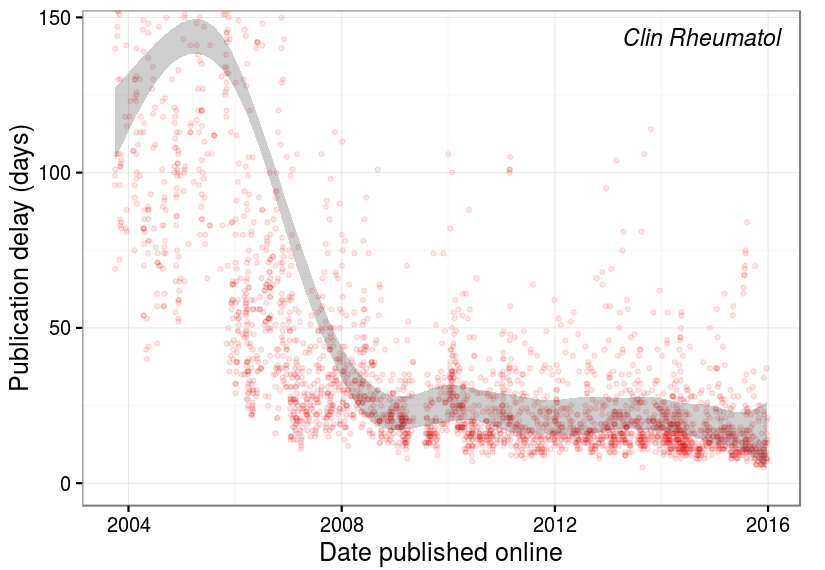 Clin Rheumatol
Publication delay (days)
150
100
50
0
2004
2008
2012
2016
Date published online